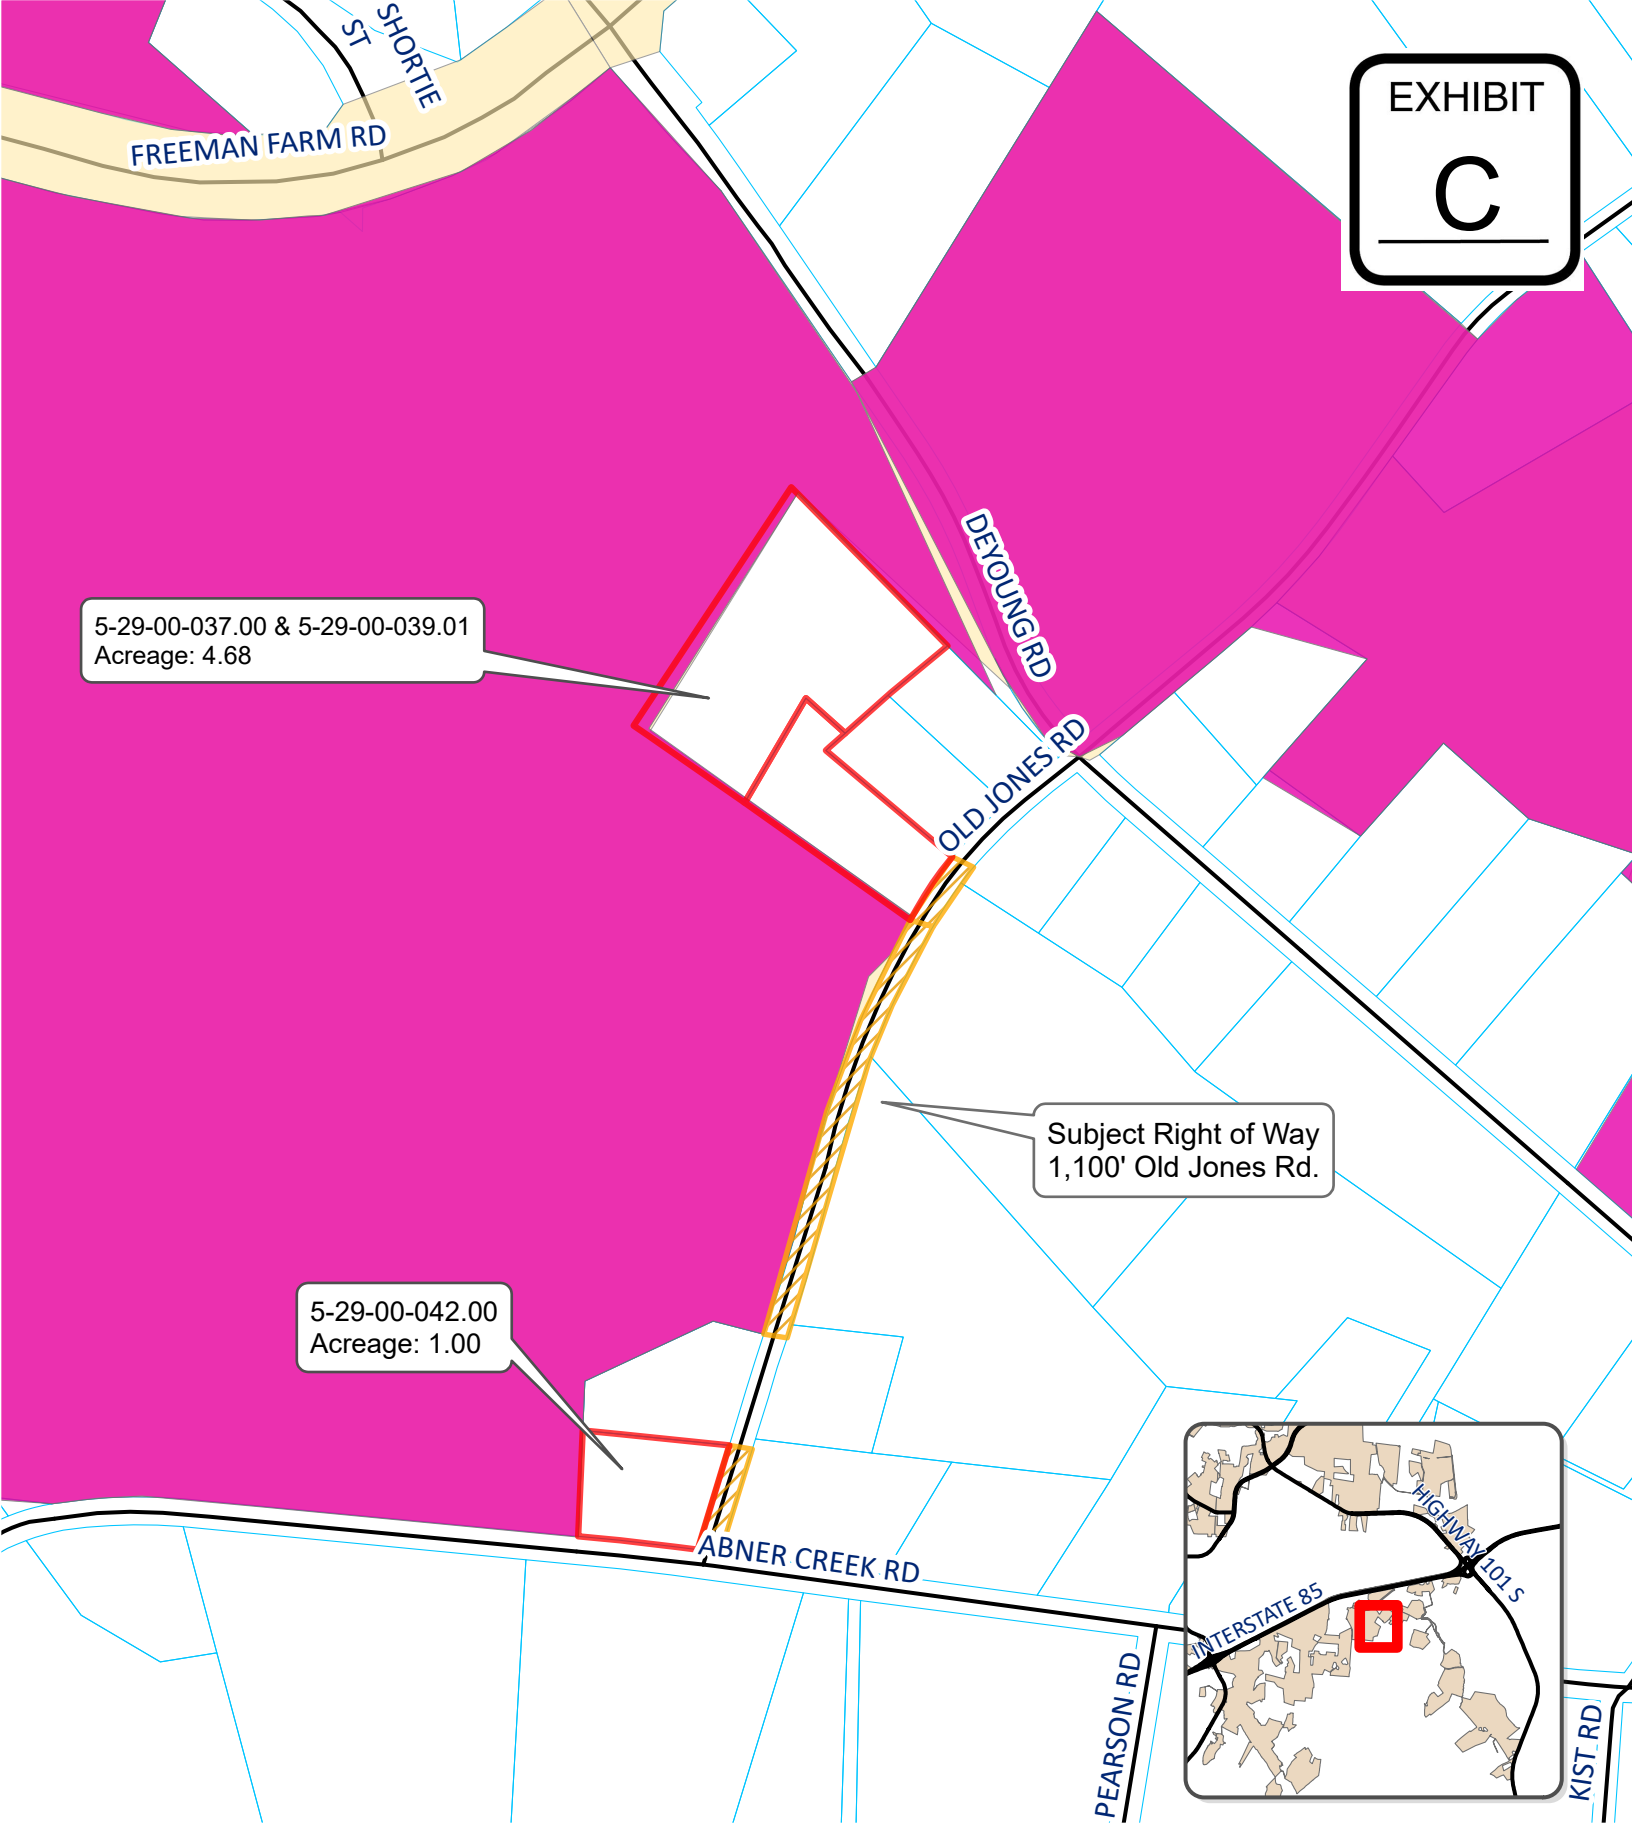 SHORTIE
ST
EXHIBIT
C
FREEMAN FARM RD
DEYOUNG RD
5-29-00-037.00 & 5-29-00-039.01
Acreage: 4.68
OLD JONES RD
Subject Right of Way
1,100' Old Jones Rd.
5-29-00-042.00
Acreage: 1.00
ABNER CREEK RD
HIGHWAY 101 S
INTERSTATE 85
PEARSON RD
KIST RD